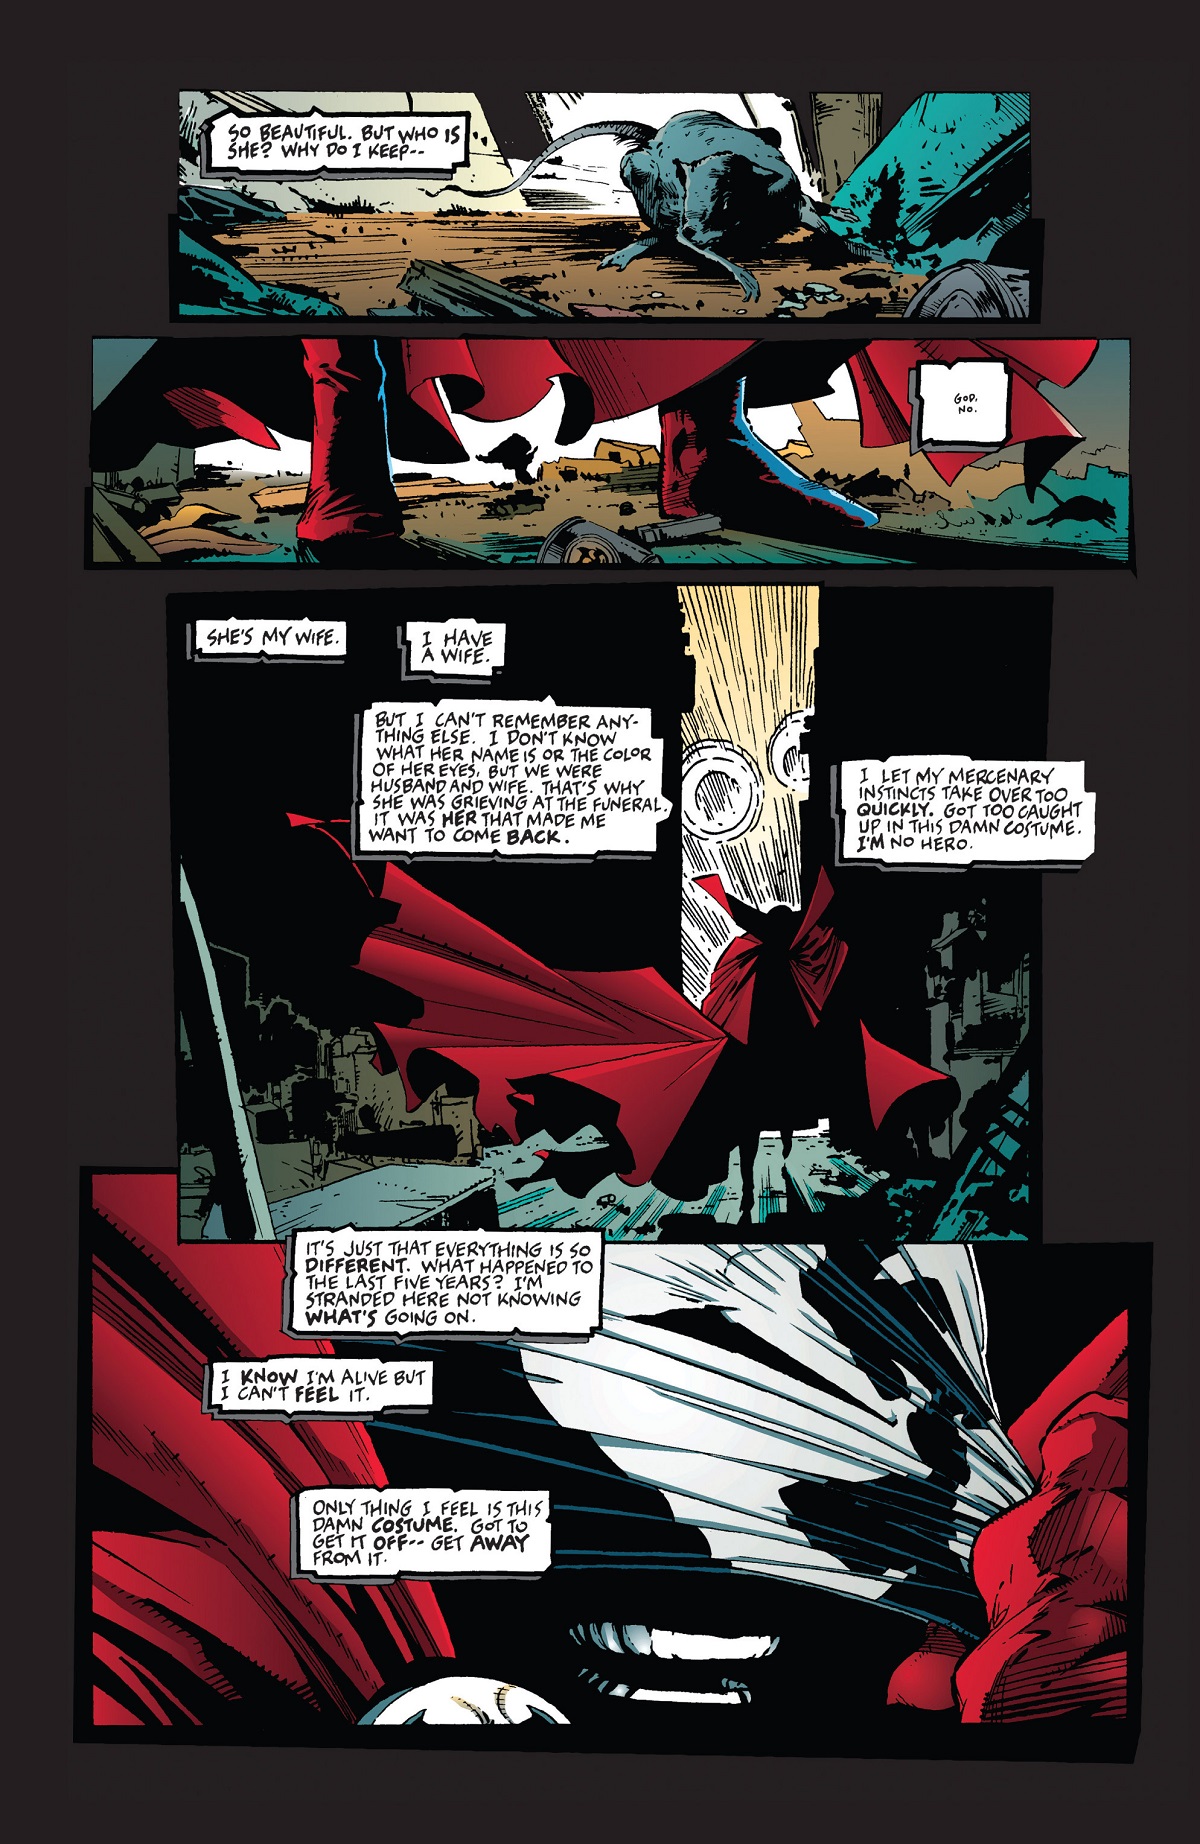 SO BEAUTIFUL. BUT WHO IS
SHE? WHY DO I KEEP--
GOD,
NO.
SHE'S MY WIFE.
I HAVE
A WIFE.
BUT I CAN'T REMEMBER ANY-
THING ELSE. I DON'T KNOW
WHAT HER NAME IS OR THE COLOR
OF HER EYES, BUT WE WERE
HUSBAND AND WIFE. THAT'S WHY
SHE WAS GRIEVING AT THE FUNERAL.
IT WAS HER THAT MADE ME
WANT TO COME BACK.
I LET MY MERCENARY
INSTINCTS TAKE OVER TOO
QUICKLY. GOT TOO CAUGHT
UP IN THIS DAMN COSTUME.
I'M NO HERO.
IT'S JUST THAT EVERYTHING IS SO
DIFFERENT. WHAT HAPPENED TO
THE LAST FIVE YEARS? I'M
STRANDED HERE NOT KNOWING
WHAT'S GOING ON.
I KNOW I'M ALIVE BUT
I CAN'T FEEL IT.
ONLY THING I FEEL IS THIS
DAMN COSTUME. GOT TO
GET IT OFF-- GET AWAY
FROM IT.